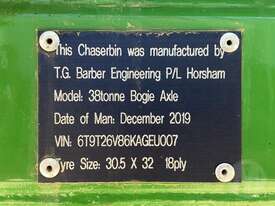 This Chaserbin was manufactured by
T.G. Barber Engineering P/L Horsham
Model: 38tonne Bogie Axle
Date of Man: December 2019
VIN: 6T9T26V86KAGEU007
Tyre Size: 30.5 X 32 18ply